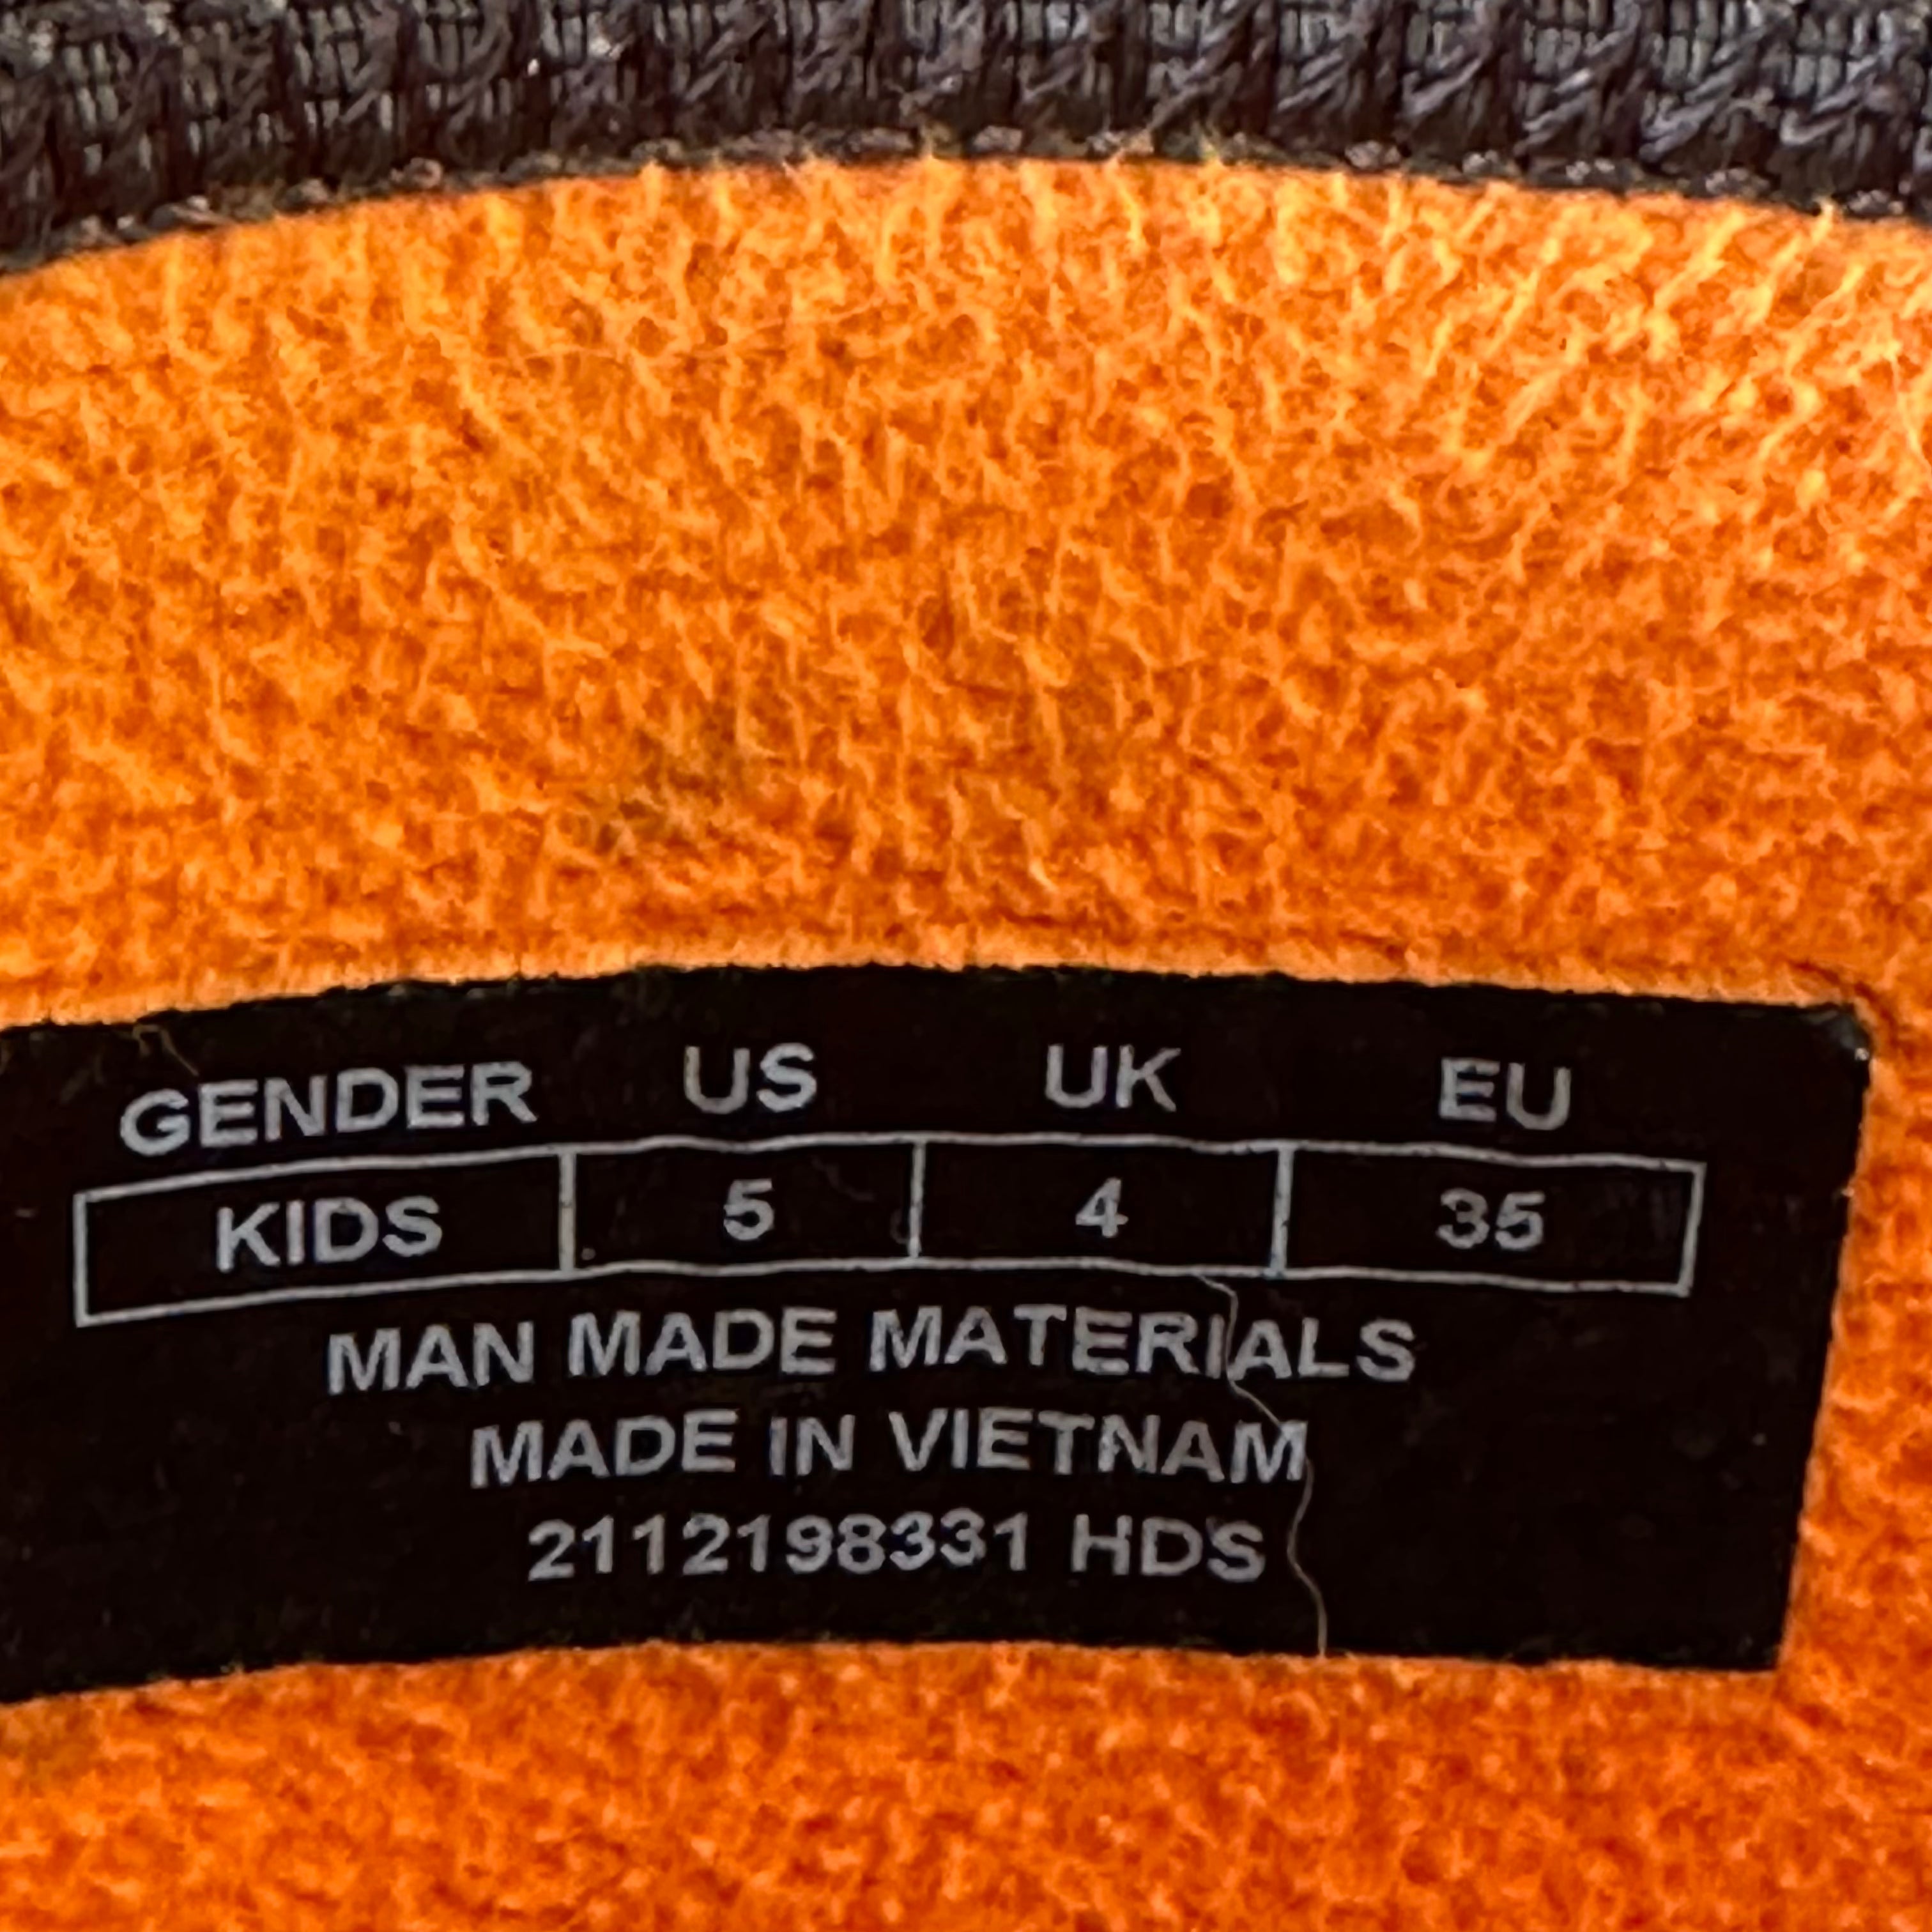 GENDER US UK EU
KIDS 5 4 35
MAN MADE MATERIALS
MADE IN VIETNAM
2112198331 HDS